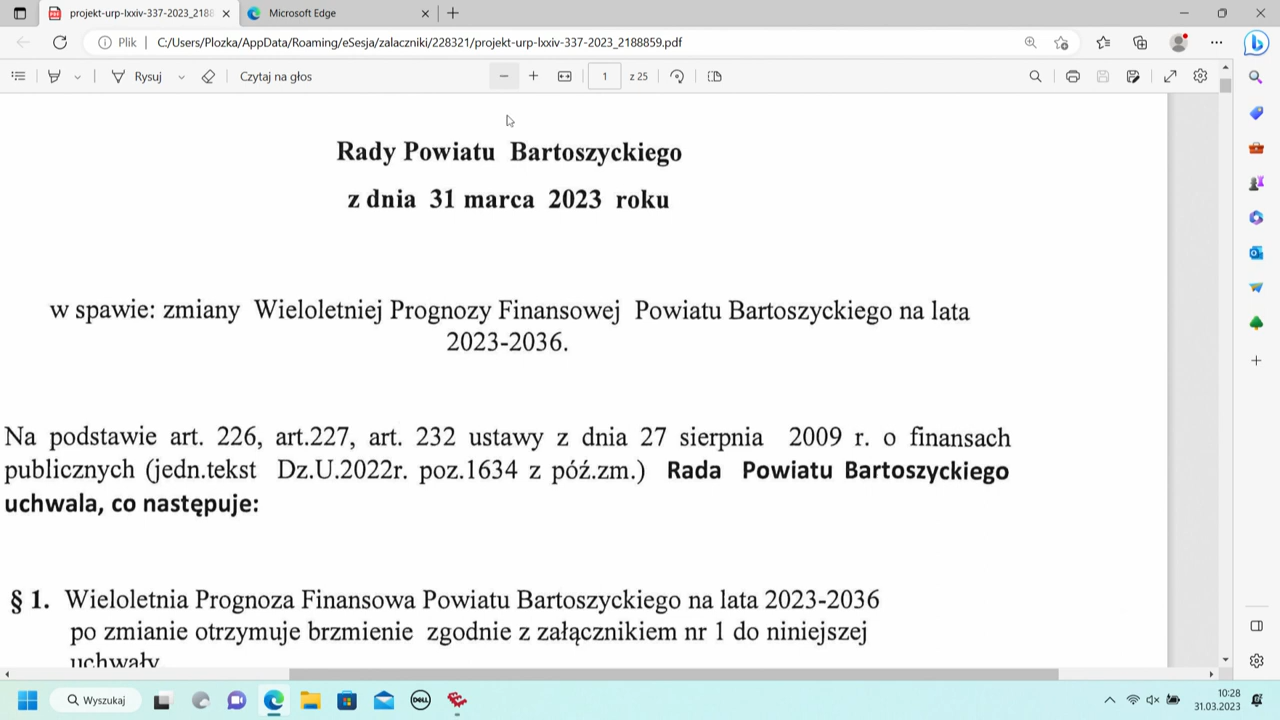 projekt-urp-lxxiv-337-2023_2188
Microsoft Edge
Plik
C:/Users/Plozka/AppData/Roaming/eSesja/zalaczniki/228321/projekt-urp-lxxiv-337-2023_2188859.pdf
Rysuj
Czytaj na głos
1
z 25
Rady Powiatu Bartoszyckiego
z dnia 31 marca 2023 roku
w spawie: zmiany Wieloletniej Prognozy Finansowej Powiatu Bartoszyckiego na lata
2023-2036.
Na podstawie art. 226, art.227, art. 232 ustawy z dnia 27 sierpnia 2009 r. o finansach
publicznych (jedn.tekst Dz.U.2022r. poz.1634 z póź.zm.) Rada Powiatu Bartoszyckiego
uchwala, co następuje:
§ 1. Wieloletnia Prognoza Finansowa Powiatu Bartoszyckiego na lata 2023-2036
po zmianie otrzymuje brzmienie zgodnie z załącznikiem nr 1 do niniejszej
uchwały
Wyszukaj
DELL
10:28
31.03.2023